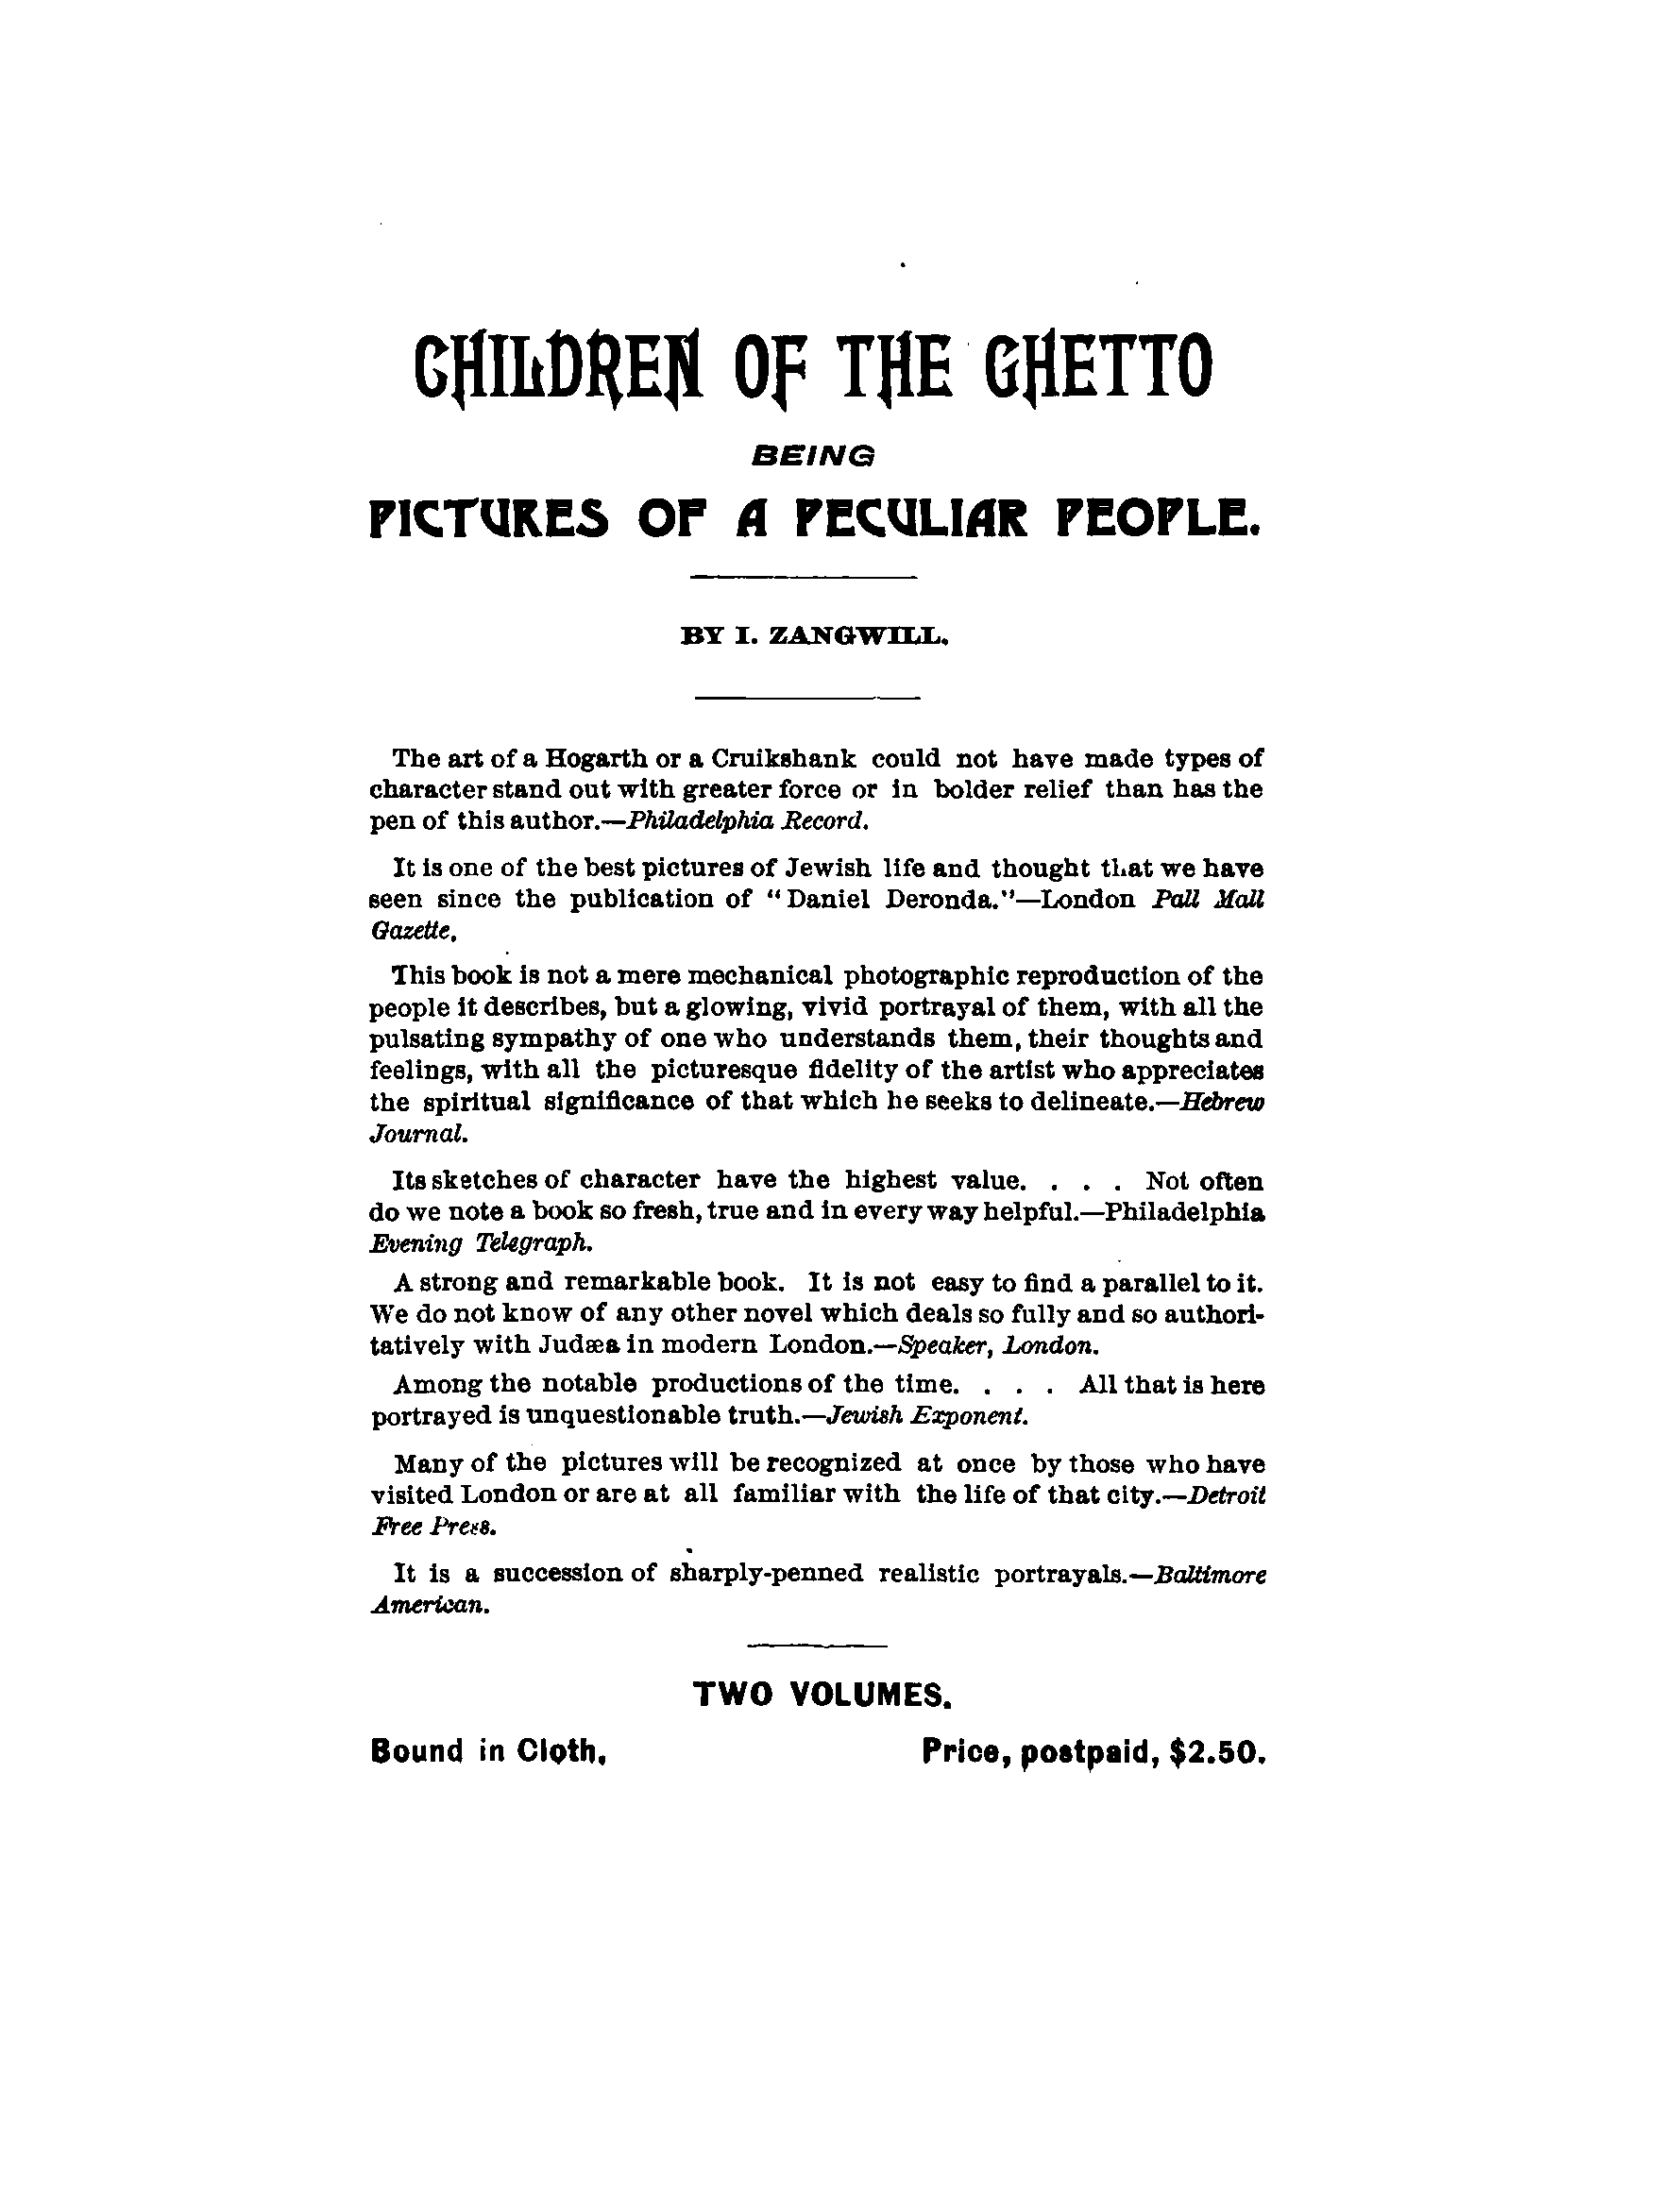 CHILDREN OF THE GHETTO
BEING
PICTURES OF A PECULIAR PEOPLE.
BY I. ZANGWILL.
The art of a Hogarth or a Cruikshank could not have made types of
character stand out with greater force or in bolder relief than has the
pen of this author.—Philadelphia Record.
It is one of the best pictures of Jewish life and thought that we have
seen since the publication of “Daniel Deronda.”—London Pall Mall
Gazette.
This book is not a mere mechanical photographic reproduction of the
people it describes, but a glowing, vivid portrayal of them, with all the
pulsating sympathy of one who understands them, their thoughts and
feelings, with all the picturesque fidelity of the artist who appreciates
the spiritual significance of that which he seeks to delineate.—Hebrew
Journal.
Its sketches of character have the highest value. . . . Not often
do we note a book so fresh, true and in every way helpful.—Philadelphia
Evening Telegraph.
A strong and remarkable book. It is not easy to find a parallel to it.
We do not know of any other novel which deals so fully and so authori-
tatively with Judæa in modern London.—Speaker, London.
Among the notable productions of the time. . . . All that is here
portrayed is unquestionable truth.—Jewish Exponent.
Many of the pictures will be recognized at once by those who have
visited London or are at all familiar with the life of that city.—Detroit
Free Press.
It is a succession of sharply-penned realistic portrayals.—Baltimore
American.
TWO VOLUMES.
Bound in Cloth. Price, postpaid, $2.50.